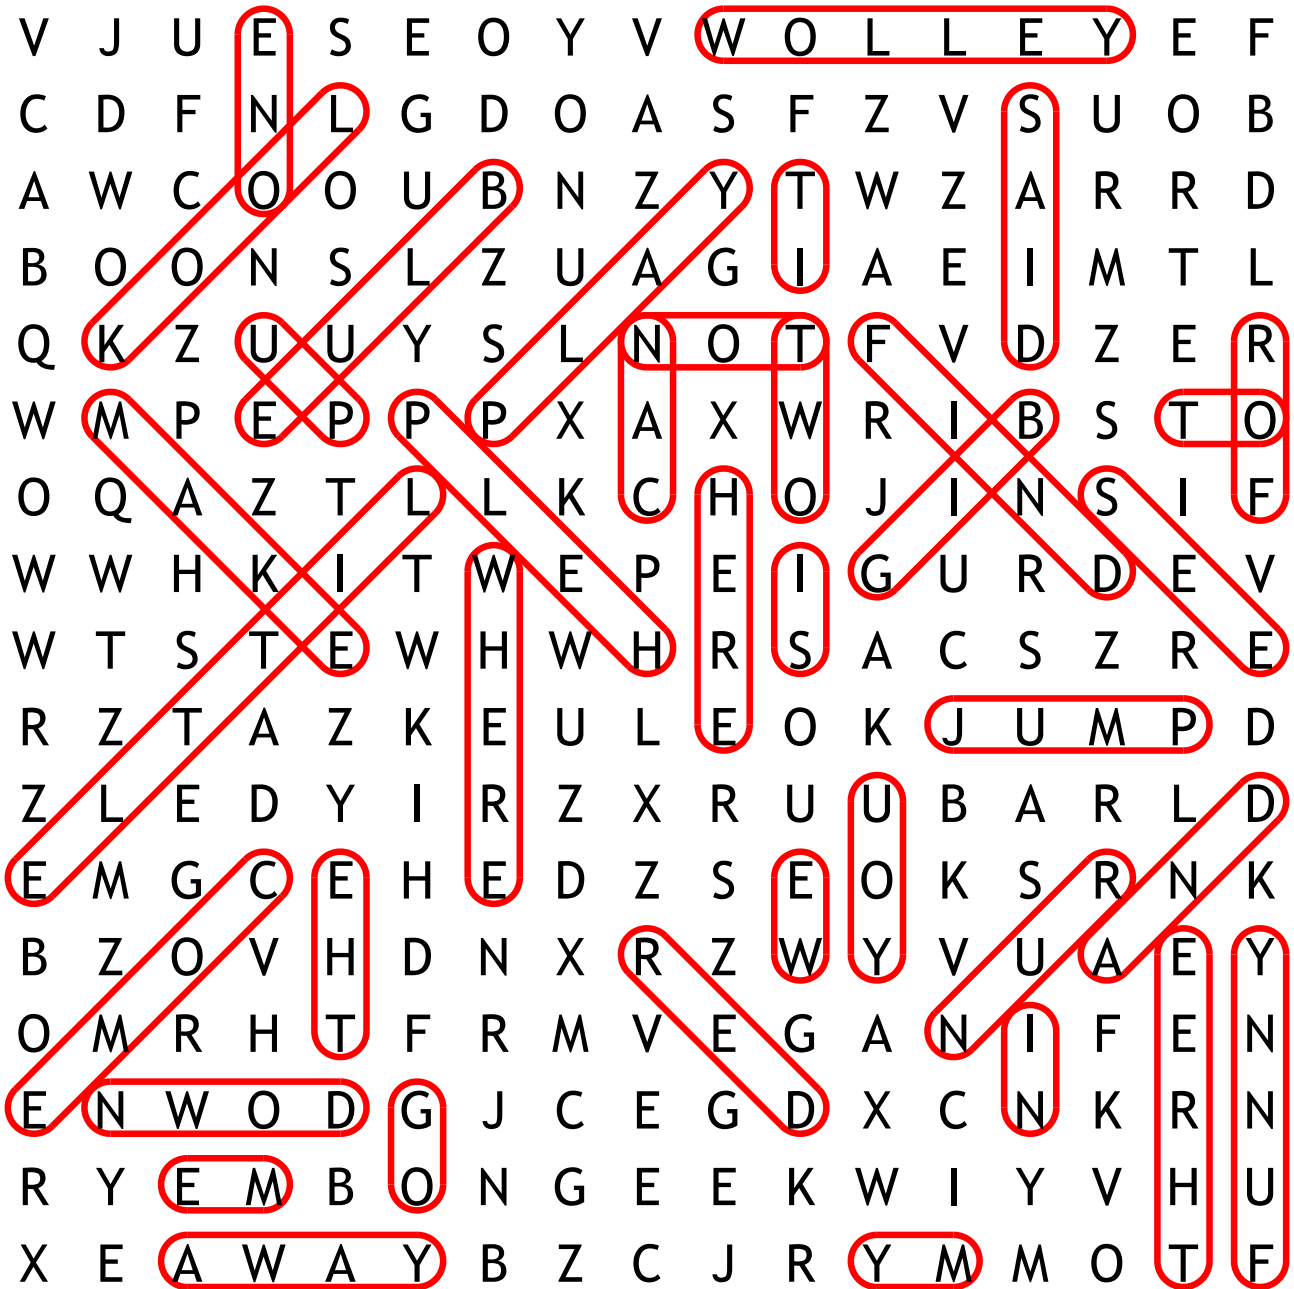 V J U E S E O Y V W O L L E Y E F
C D F N L G D O A S F Z V S U O B
A W C O O U B N Z Y T W Z A R R D
B O O N S L Z U A G I A E I M T L
Q K Z U U Y S L N O T F V D Z E R
W M P E P P P X A X W R I B S T O
O Q A Z T L L K C H O J I N S I F
W W H K I T W E P E I G U R D E V
W T S T E W H W H R S A C S Z R E
R Z T A Z K E U L E O K J U M P D
Z L E D Y I R Z X R U U B A R L D
E M G C E H E D Z S E O K S R N K
B Z O V H D N X R Z W Y V U A E Y
O M R H T F R M V E G A N I F E N
E N W O D G J C E G D X C N K R N
R Y E M B O N G E E K W I Y V H U
X E A W A Y B Z C J R Y M M O T F